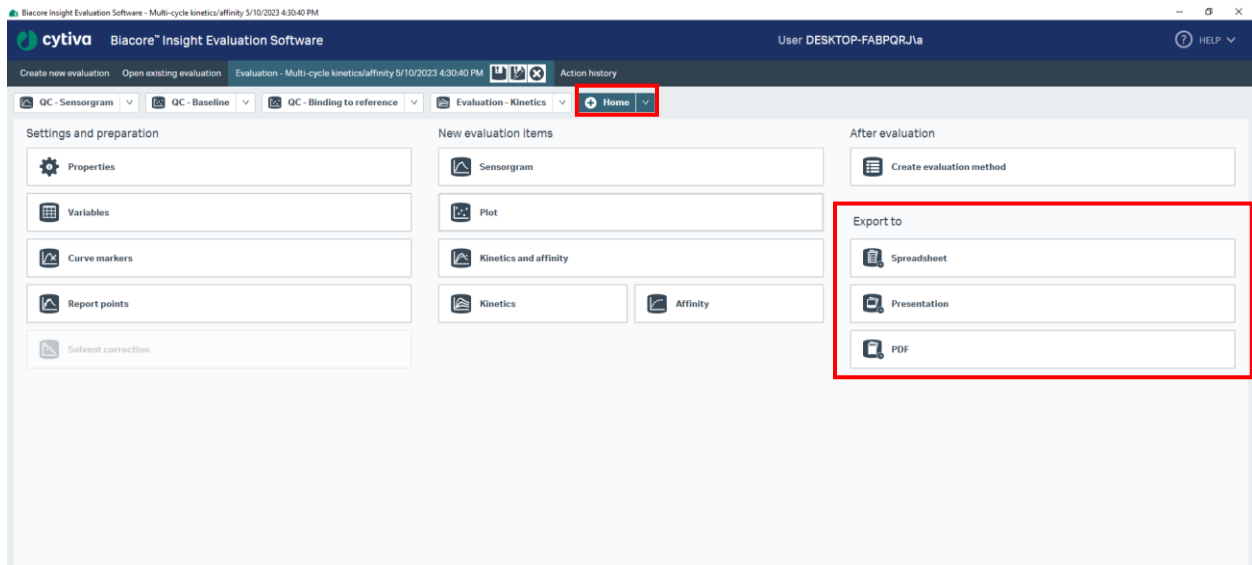 Biacore Insight Evaluation Software - Multi-cycle kinetics/affinity 5/10/2023 4:30:40 PM
cytiva Biacore™ Insight Evaluation Software User DESKTOP-FABPQRJ\a ? HELP
Create new evaluation Open existing evaluation Evaluation - Multi-cycle kinetics/affinity 5/10/2023 4:30:40 PM Action history
QC - Sensorgram QC - Baseline QC - Binding to reference Evaluation - Kinetics Home
Settings and preparation New evaluation items After evaluation
Properties Sensorgram Create evaluation method
Variables Plot
Export to
Curve markers Kinetics and affinity Spreadsheet
Report points Kinetics Affinity Presentation
Solvent correction PDF